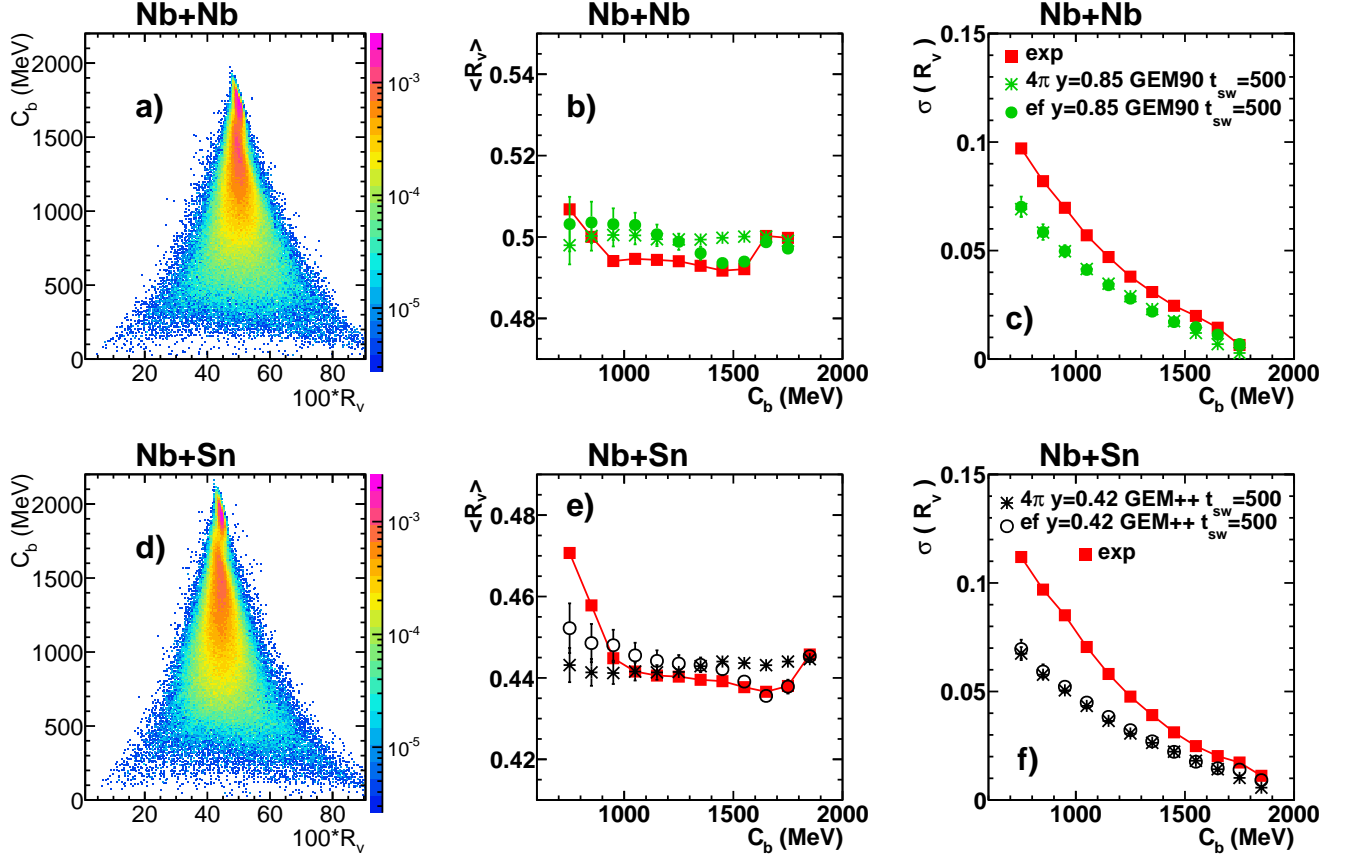 Nb+Nb
C_b (MeV)
2000
1500
1000
500
0
a)
20 40 60 80
100*R_v
10^-3
10^-4
10^-5
Nb+Nb
<R_v>
0.54
0.52
0.5
0.48
b)
1000 1500 2000
C_b (MeV)
Nb+Nb
σ ( R_v )
0.15
0.1
0.05
0
exp
4π y=0.85 GEM90 t_sw=500
ef y=0.85 GEM90 t_sw=500
c)
1000 1500 2000
C_b (MeV)
Nb+Sn
C_b (MeV)
2000
1500
1000
500
0
d)
20 40 60 80
100*R_v
10^-3
10^-4
10^-5
Nb+Sn
<R_v>
0.48
0.46
0.44
0.42
e)
1000 1500 2000
C_b (MeV)
Nb+Sn
σ ( R_v )
0.15
0.1
0.05
0
4π y=0.42 GEM++ t_sw=500
ef y=0.42 GEM++ t_sw=500
exp
f)
1000 1500 2000
C_b (MeV)